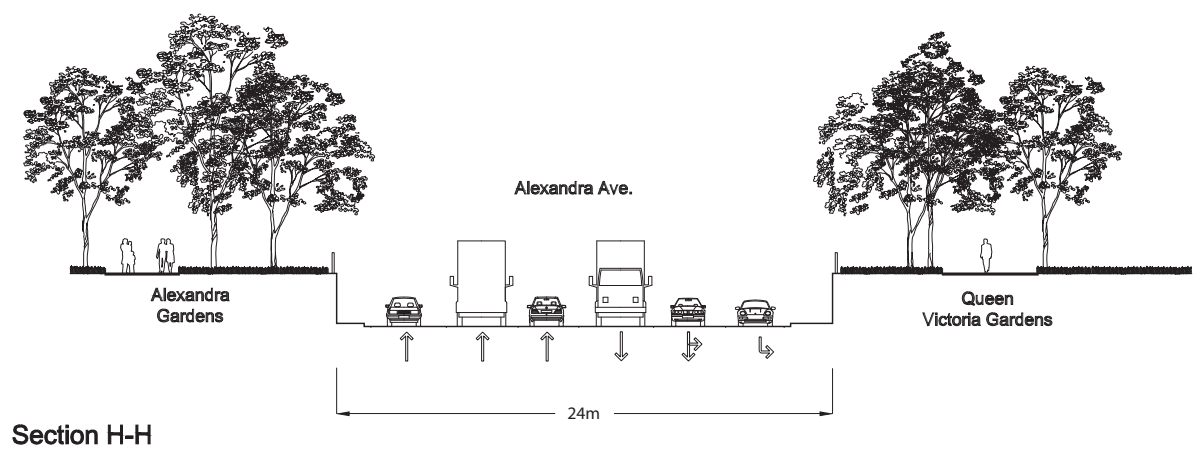 Alexandra Ave.
Alexandra
Gardens
Queen
Victoria Gardens
24m
Section H-H